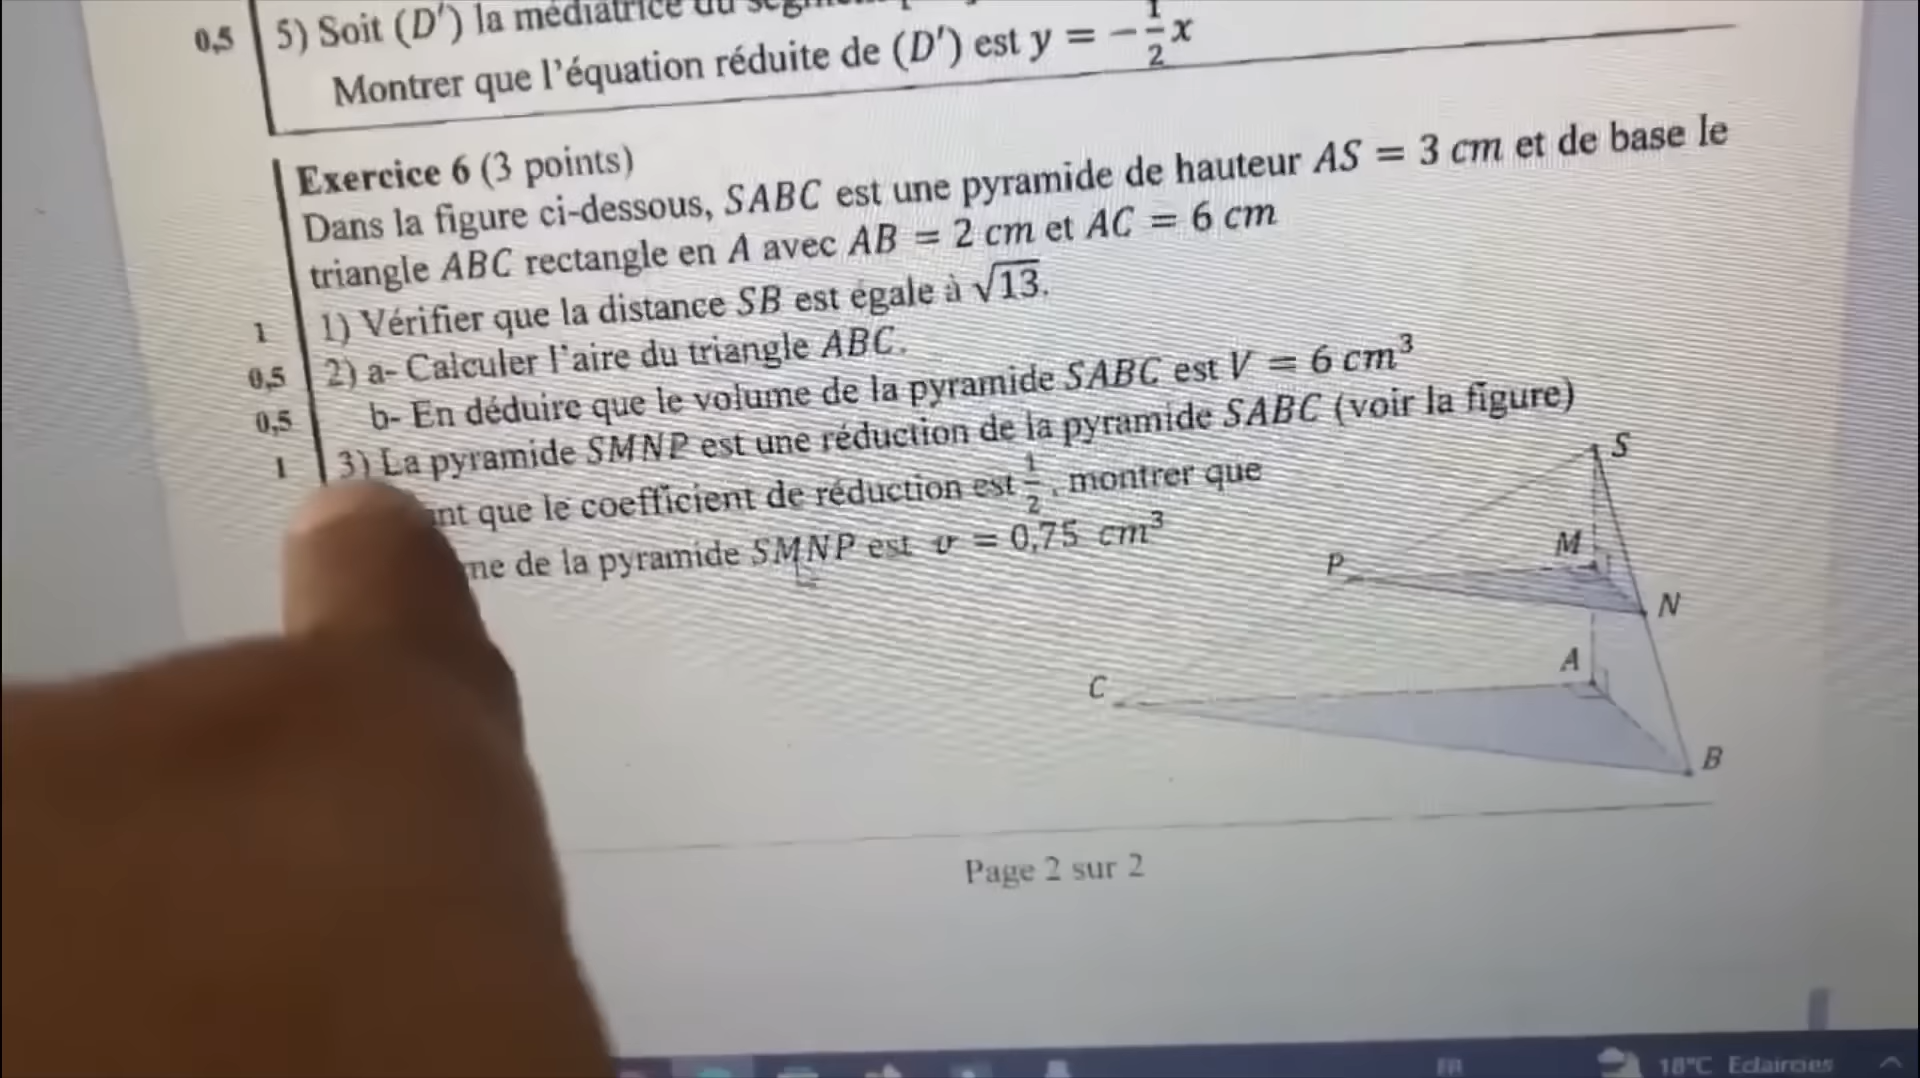 0,5 5) Soit (D′) la médiatrice du
Montrer que l'équation réduite de (D′) est y = −1/2 x
Exercice 6 (3 points)
Dans la figure ci-dessous, SABC est une pyramide de hauteur AS = 3 cm et de base le
triangle ABC rectangle en A avec AB = 2 cm et AC = 6 cm
1 1) Vérifier que la distance SB est égale à √13.
0,5 2) a- Calculer l'aire du triangle ABC.
0,5 b- En déduire que le volume de la pyramide SABC est V = 6 cm³
1 3) La pyramide SMNP est une réduction de la pyramide SABC (voir la figure)
que le coefficient de réduction est 1/2, montrer que
de la pyramide SMNP est v = 0,75 cm³
S
M
P
N
A
C
B
Page 2 sur 2
FR 18°C Eclaircies